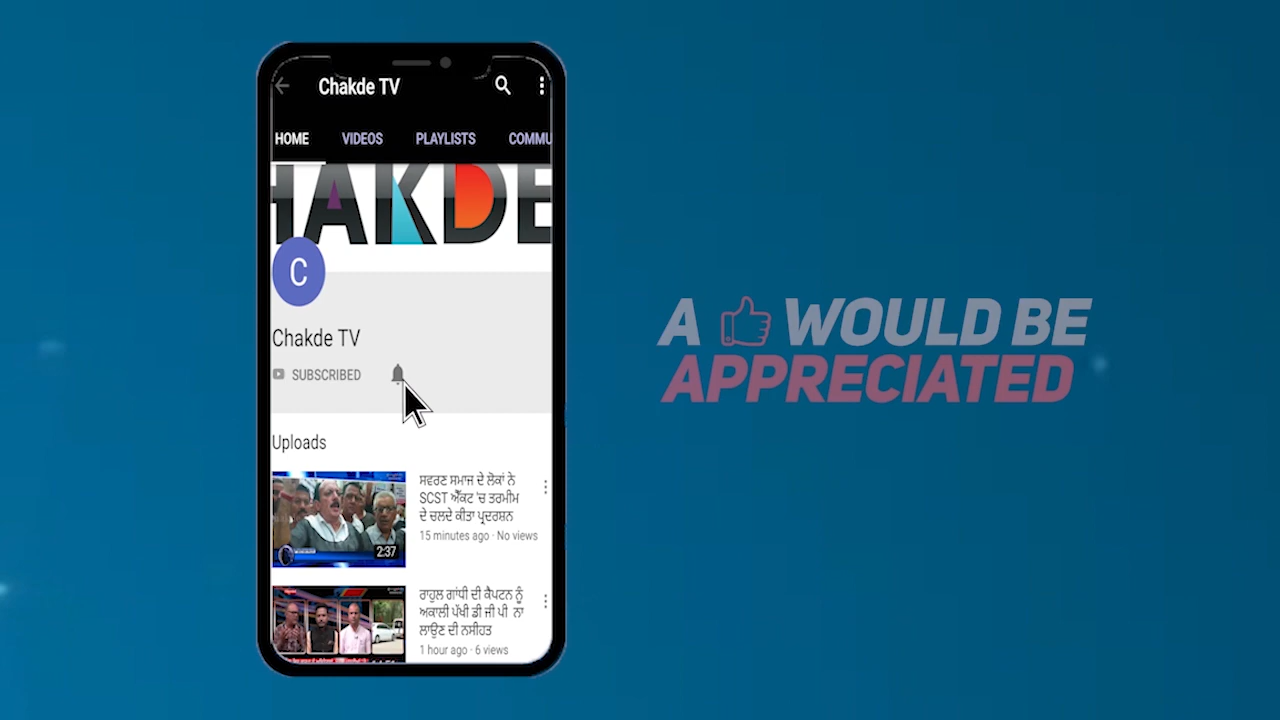 Chakde TV
HOME VIDEOS PLAYLISTS COMMU
HAKDE
C
Chakde TV
SUBSCRIBED
Uploads
ਸਵਰਣ ਸਮਾਜ ਦੇ ਲੋਕਾਂ ਨੇ
SCST ਐਕਟ 'ਚ ਤਰਮੀਮ
ਦੇ ਚਲਦੇ ਕੀਤਾ ਪ੍ਰਦਰਸ਼ਨ
15 minutes ago · No views
2:37
ਰਾਹੁਲ ਗਾਂਧੀ ਦੀ ਕੈਪਟਨ ਨੂੰ
ਅਕਾਲੀ ਪੱਖੀ ਡੀ ਜੀ ਪੀ ਨਾ
ਲਾਉਣ ਦੀ ਨਸੀਹਤ
1 hour ago · 6 views
A WOULD BE
APPRECIATED